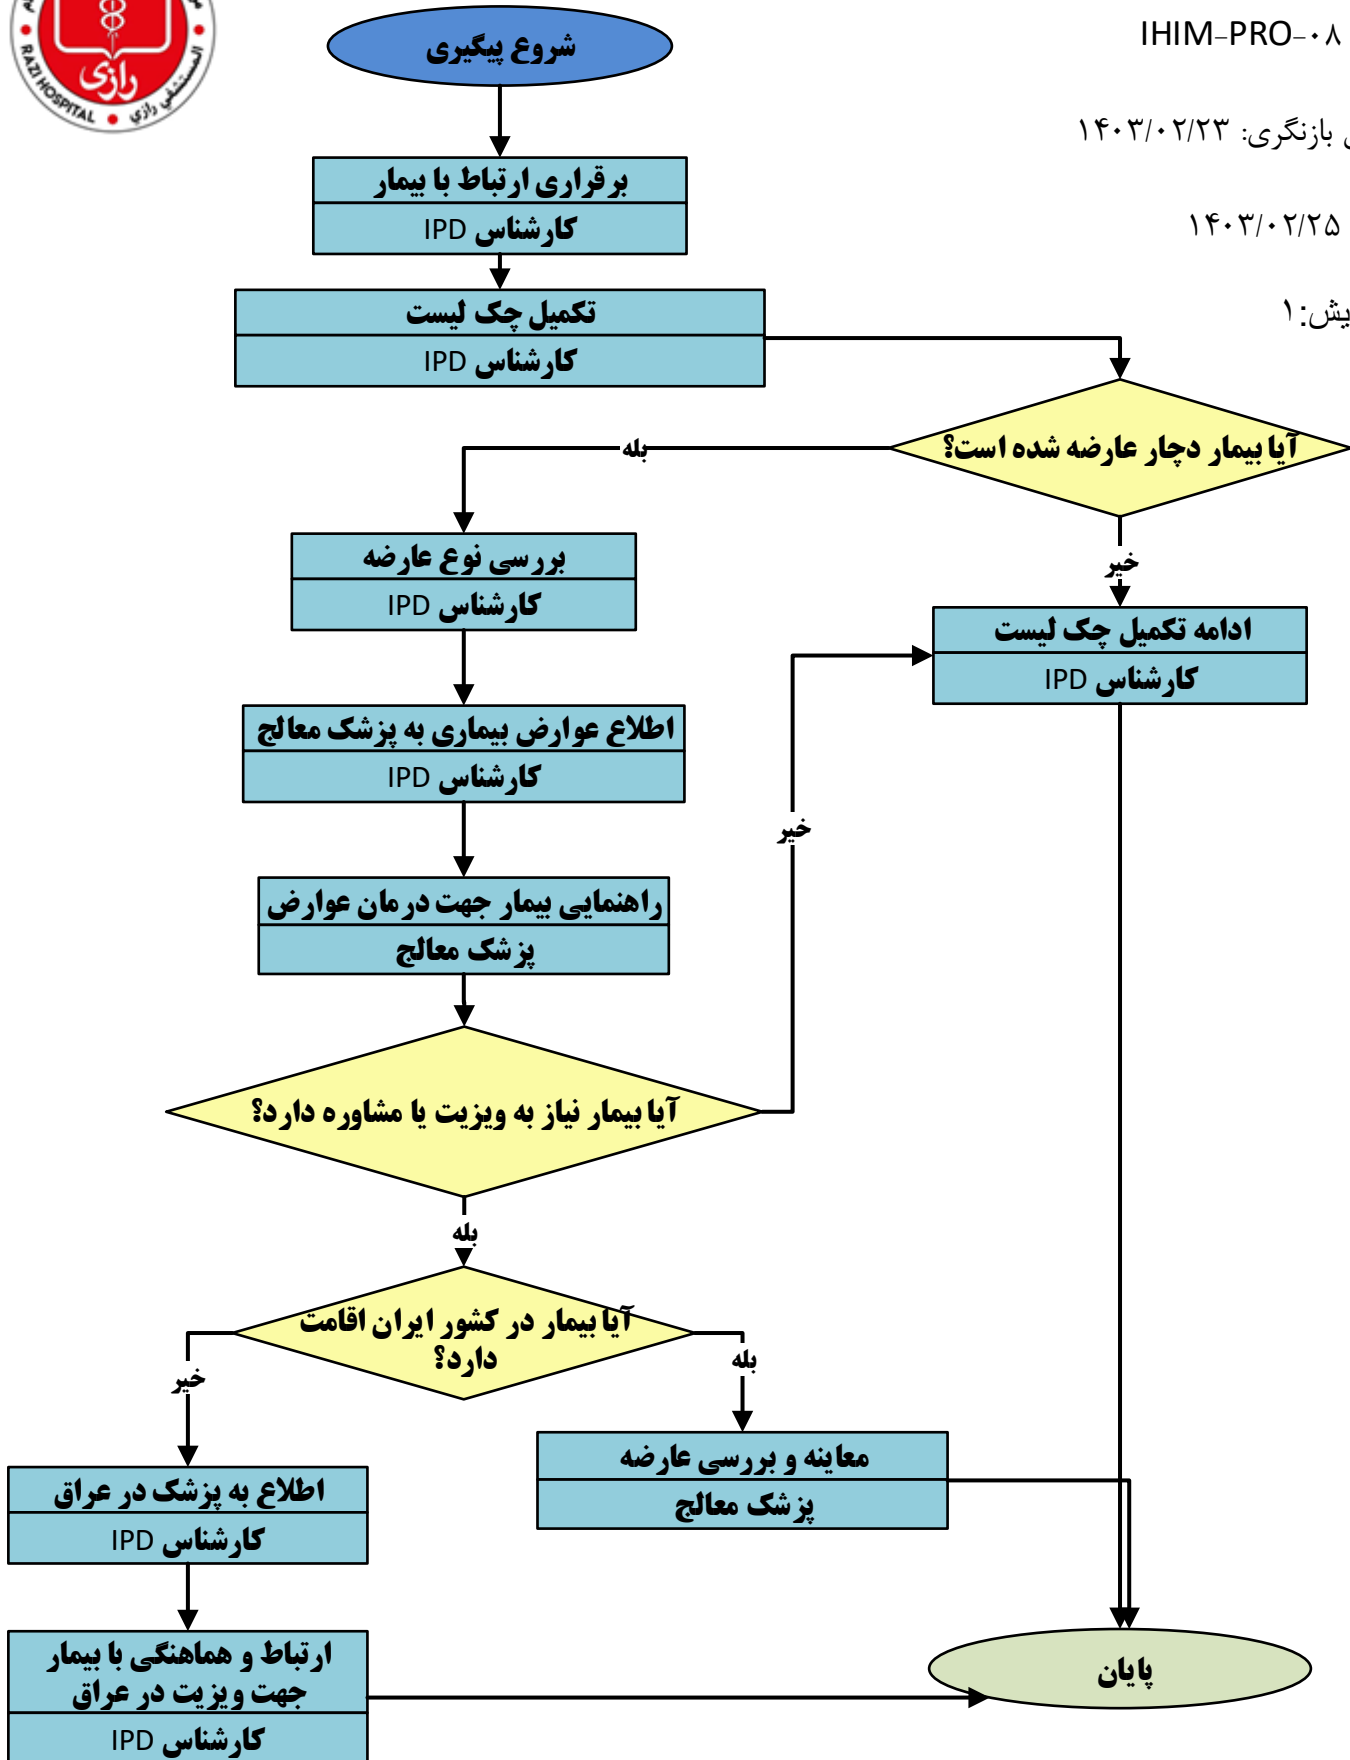 رازی
RAZI HOSPITAL
المستشفي رازي
IHIM-PRO-۰۸
بازنگری: ۱۴۰۳/۰۲/۲۳
۱۴۰۳/۰۲/۲۵
یش:۱
شروع پیگیری
برقراری ارتباط با بیمار
کارشناس IPD
تکمیل چک لیست
کارشناس IPD
آیا بیمار دچار عارضه شده است؟
بله
خیر
بررسی نوع عارضه
کارشناس IPD
ادامه تکمیل چک لیست
کارشناس IPD
اطلاع عوارض بیماری به پزشک معالج
کارشناس IPD
خیر
راهنمایی بیمار جهت درمان عوارض
پزشک معالج
آیا بیمار نیاز به ویزیت یا مشاوره دارد؟
بله
آیا بیمار در کشور ایران اقامت
دارد؟
بله
خیر
معاینه و بررسی عارضه
پزشک معالج
اطلاع به پزشک در عراق
کارشناس IPD
ارتباط و هماهنگی با بیمار
جهت ویزیت در عراق
کارشناس IPD
پایان